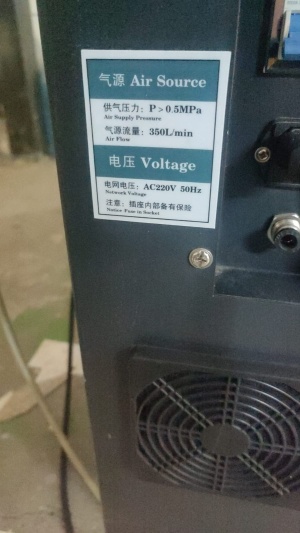 气源 Air Source
供气压力：P＞0.5MPa
Air Supply Pressure
气源流量：350L/min
Air Flow
电压 Voltage
电网电压：AC220V 50Hz
Network Voltage
注意：插座内部备有保险
Notice :Fuse in Socket